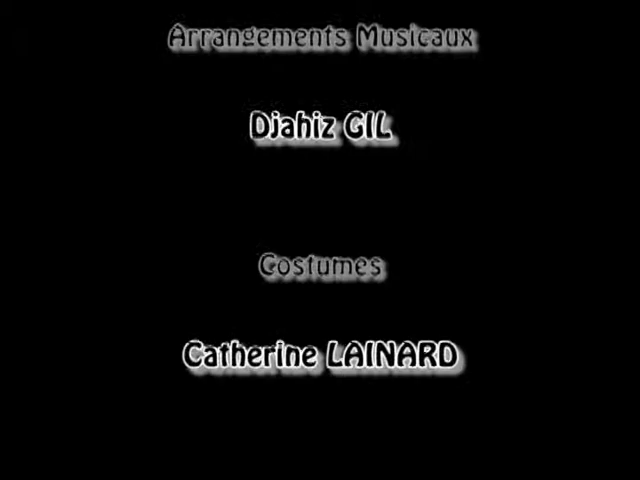 Arrangements Musicaux
Djahiz GIL
Costumes
Catherine LAINARD